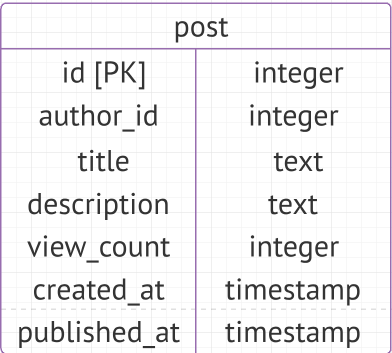 post
id [PK] integer
author_id integer
title text
description text
view_count integer
created_at timestamp
published_at timestamp